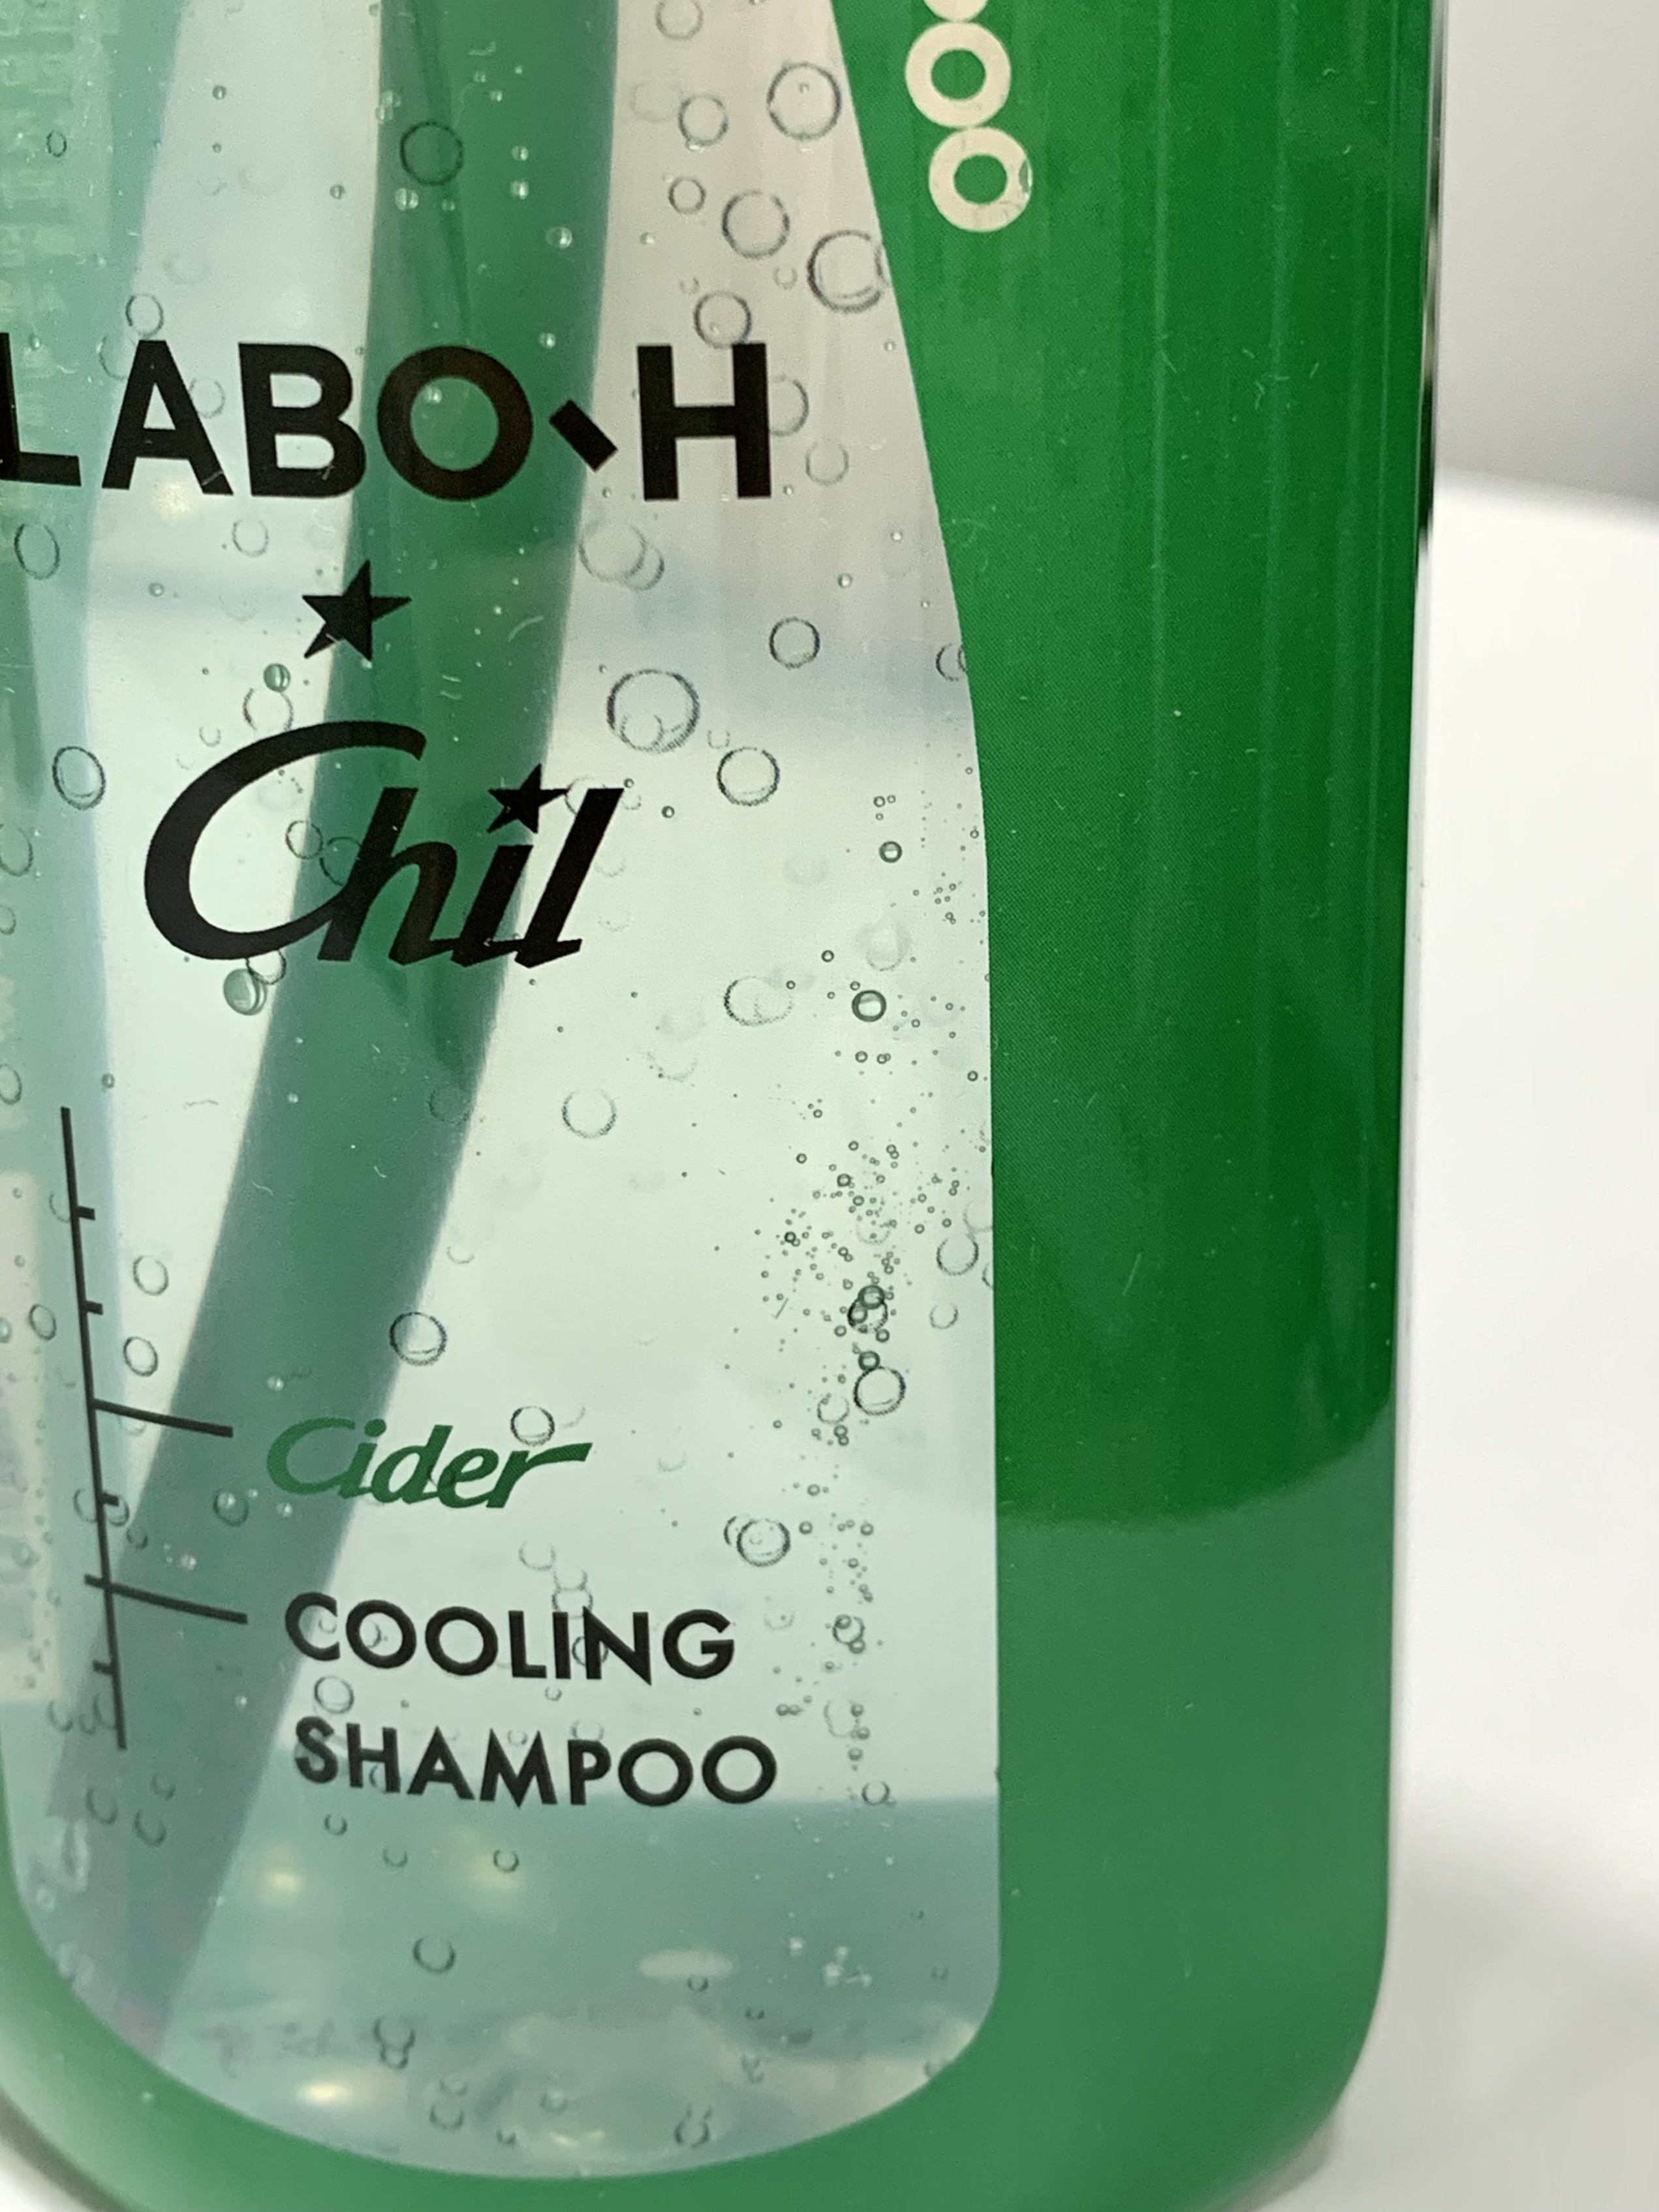 LABO-H
Chil
Cider
COOLING
SHAMPOO